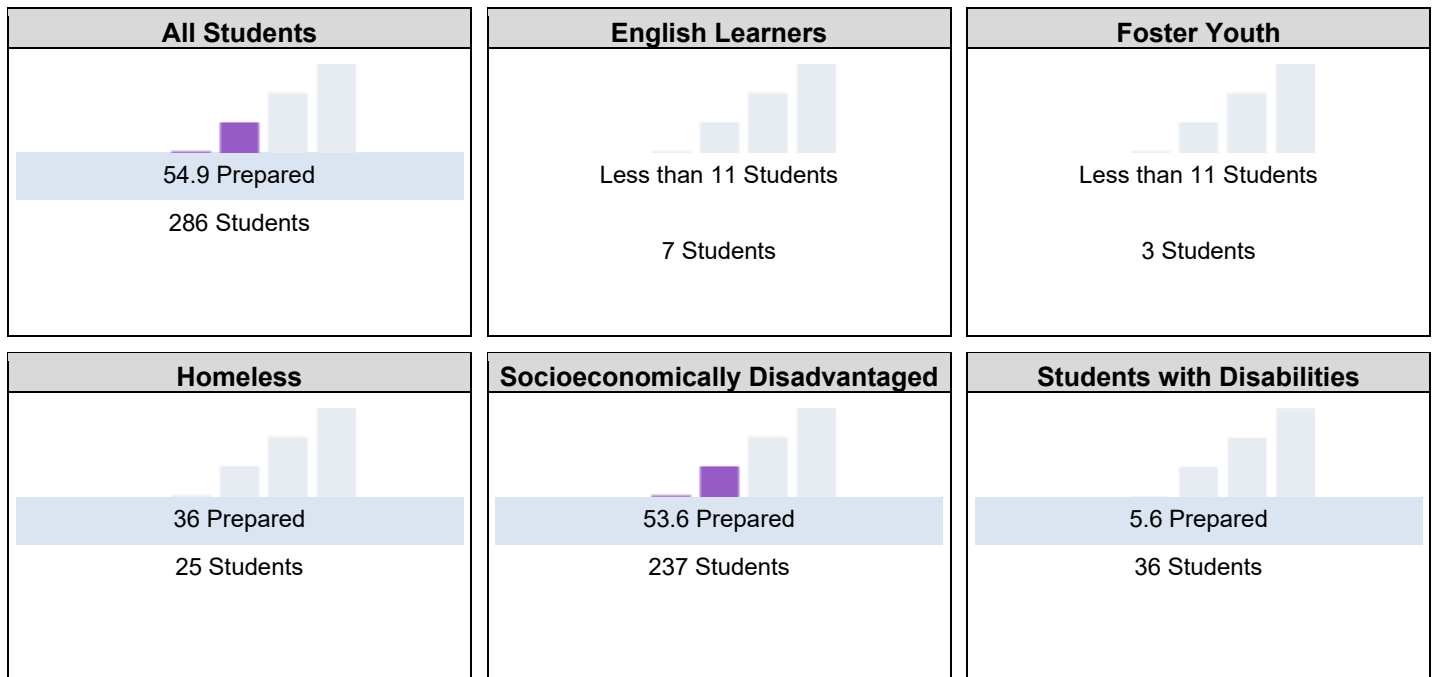 All Students
54.9 Prepared
286 Students
English Learners
Less than 11 Students
7 Students
Foster Youth
Less than 11 Students
3 Students
Homeless
36 Prepared
25 Students
Socioeconomically Disadvantaged
53.6 Prepared
237 Students
Students with Disabilities
5.6 Prepared
36 Students